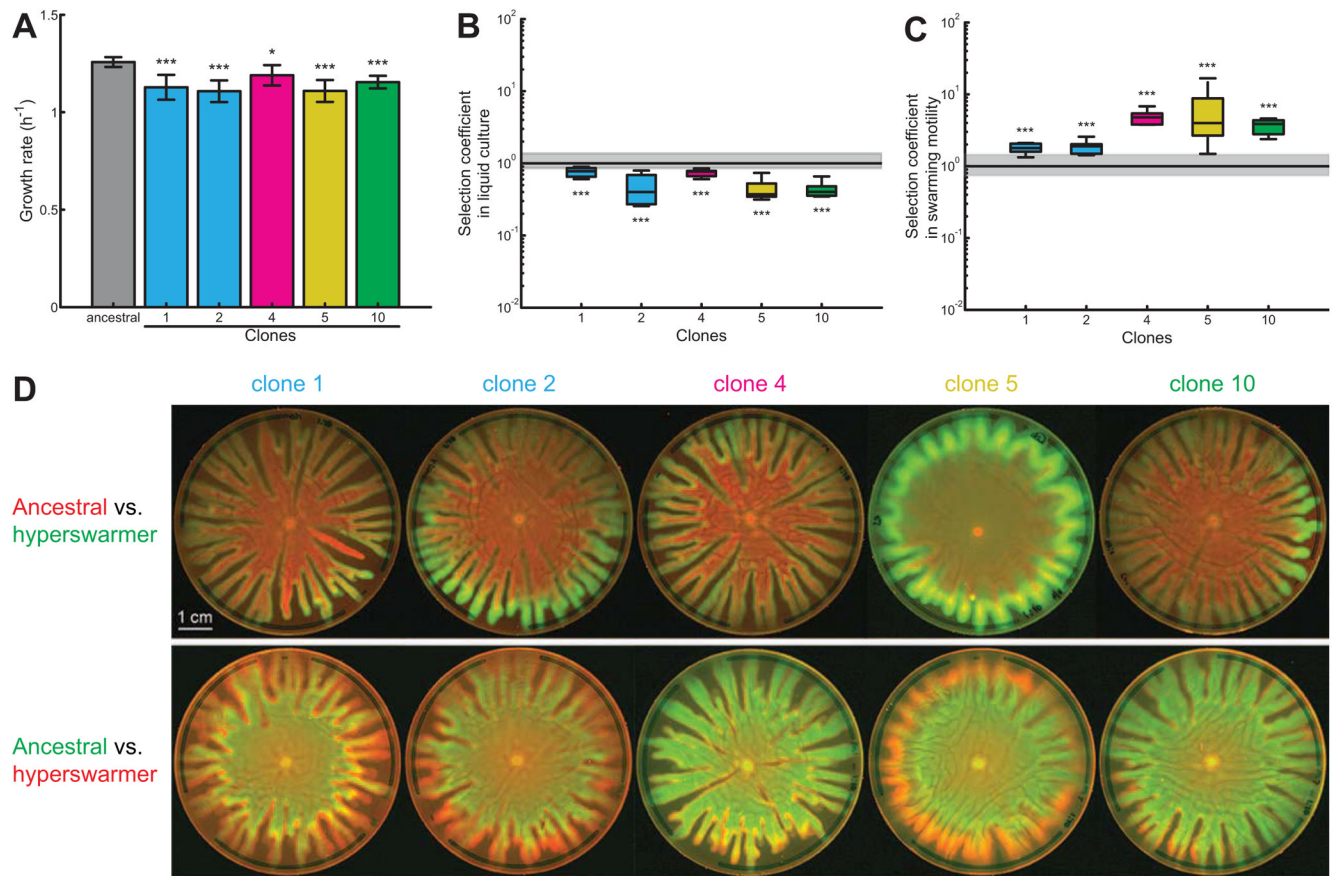 A
Growth rate (h⁻¹)
1.5
1
0.5
0
***
***
*
***
***
ancestral
1
2
4
5
10
Clones
B
Selection coefficient
in liquid culture
10²
10¹
10⁰
10⁻¹
10⁻²
***
***
***
***
***
1
2
4
5
10
Clones
C
Selection coefficient
in swarming motility
10²
10¹
10⁰
10⁻¹
10⁻²
***
***
***
***
***
1
2
4
5
10
Clones
D
clone 1
clone 2
clone 4
clone 5
clone 10
Ancestral vs.
hyperswarmer
1 cm
Ancestral vs.
hyperswarmer